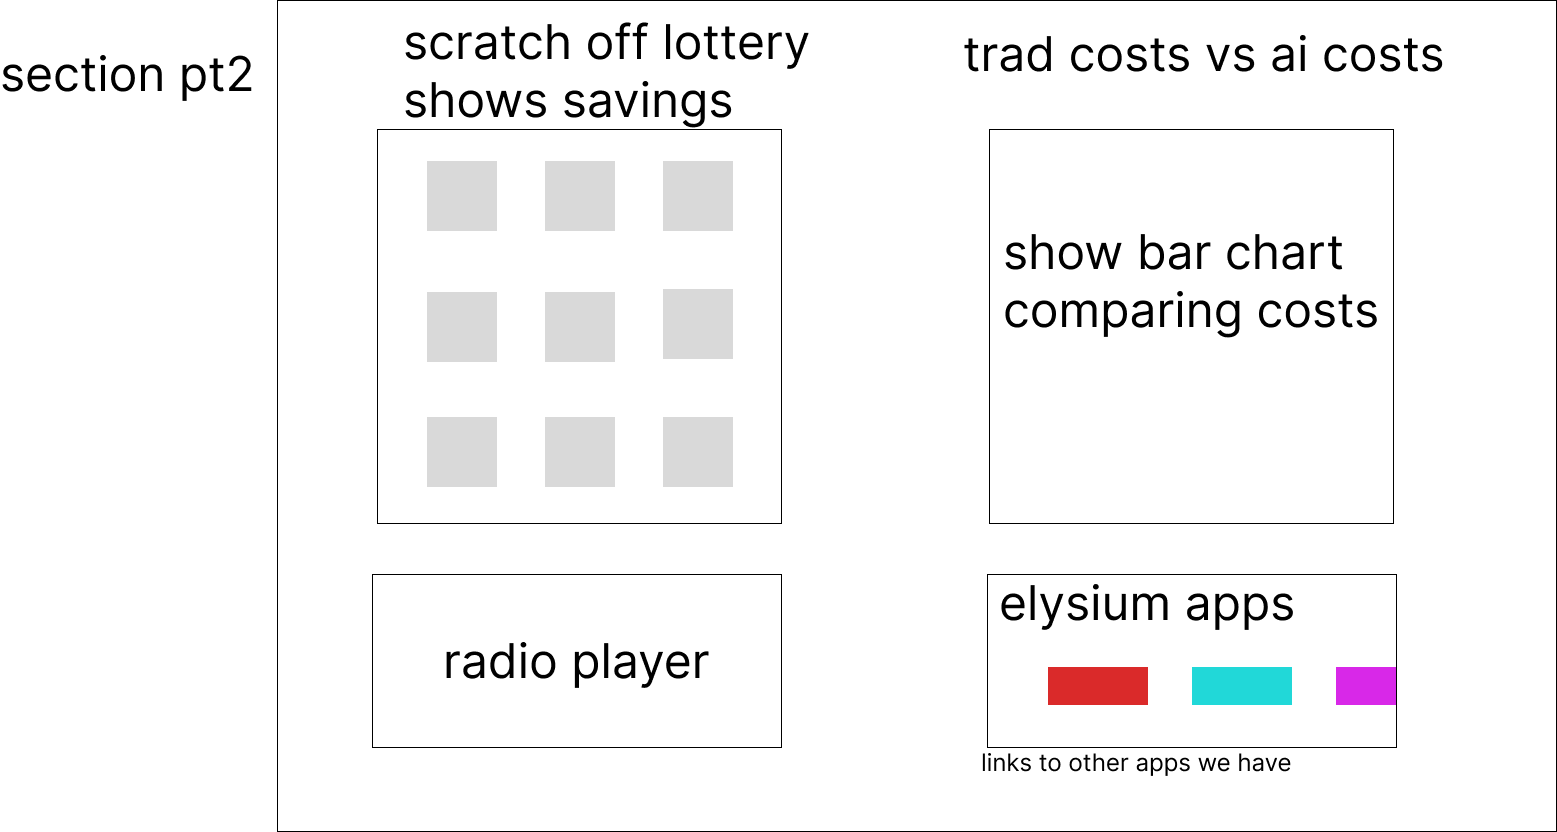 section pt2
scratch off lottery
shows savings
trad costs vs ai costs
show bar chart
comparing costs
radio player
elysium apps
links to other apps we have